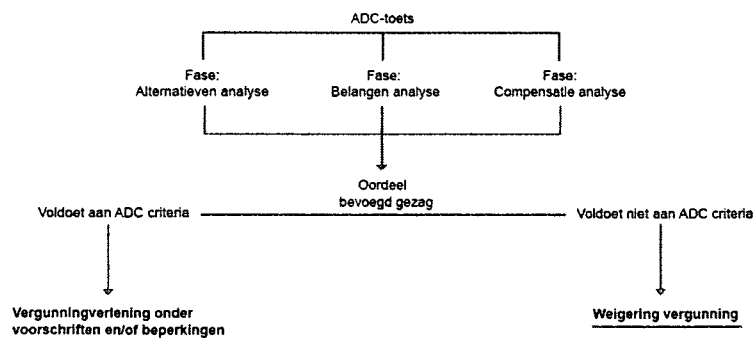 ADC-toets
Fase:
Alternatieven analyse
Fase:
Belangen analyse
Fase:
Compensatie analyse
Oordeel
bevoegd gezag
Voldoet aan ADC criteria
Voldoet niet aan ADC criteria
Vergunningverlening onder
voorschriften en/of beperkingen
Weigering vergunning